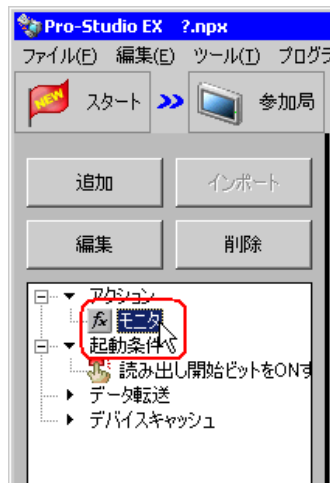 Pro-Studio EX ?.npx
ファイル(F) 編集(E) ツール(T) プログラ
NEW スタート 参加局
追加 インポート
編集 削除
アクション
fx モニタ
起動条件
読み出し開始ビットをONす
データ転送
デバイスキャッシュ